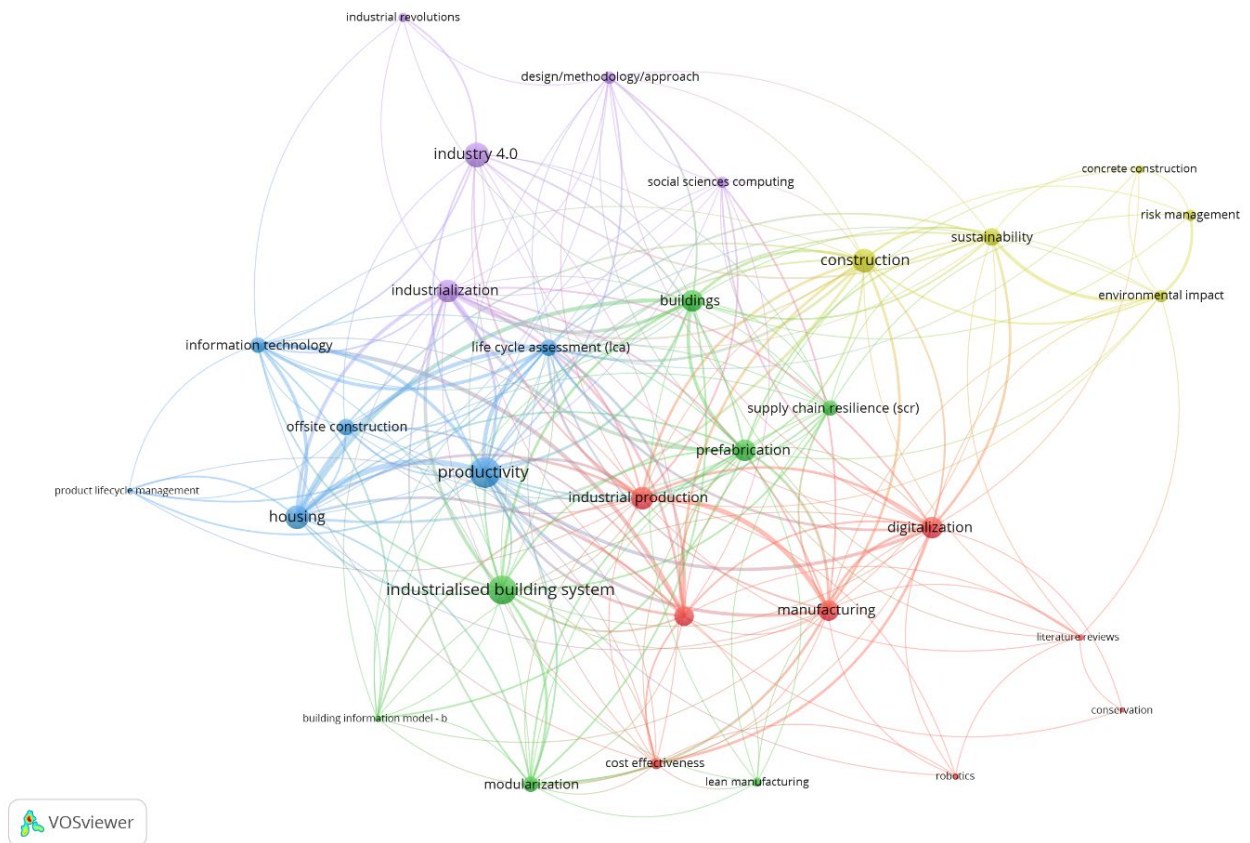 industrial revolutions
design/methodology/approach
industry 4.0
concrete construction
social sciences computing
risk management
sustainability
construction
industrialization
environmental impact
buildings
information technology
life cycle assessment (lca)
supply chain resilience (scr)
offsite construction
prefabrication
productivity
product lifecycle management
industrial production
housing
digitalization
industrialised building system
manufacturing
literature reviews
conservation
building information model - b
cost effectiveness
robotics
lean manufacturing
modularization
VOSviewer